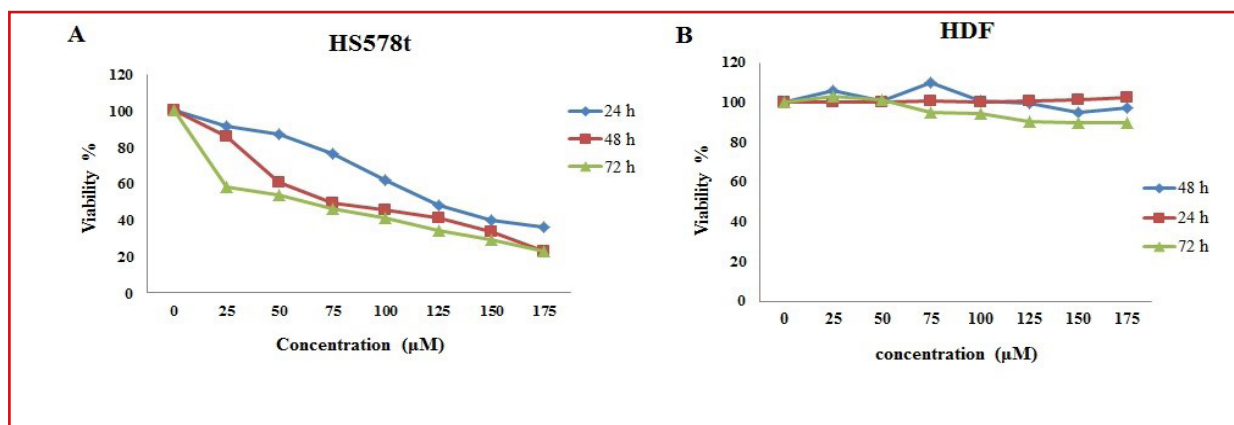 A
HS578t
120
100
80
60
40
20
0
Viability %
0 25 50 75 100 125 150 175
Concentration (µM)
24 h
48 h
72 h
B
HDF
120
100
80
60
40
20
0
Viability %
0 25 50 75 100 125 150 175
concentration (µM)
48 h
24 h
72 h